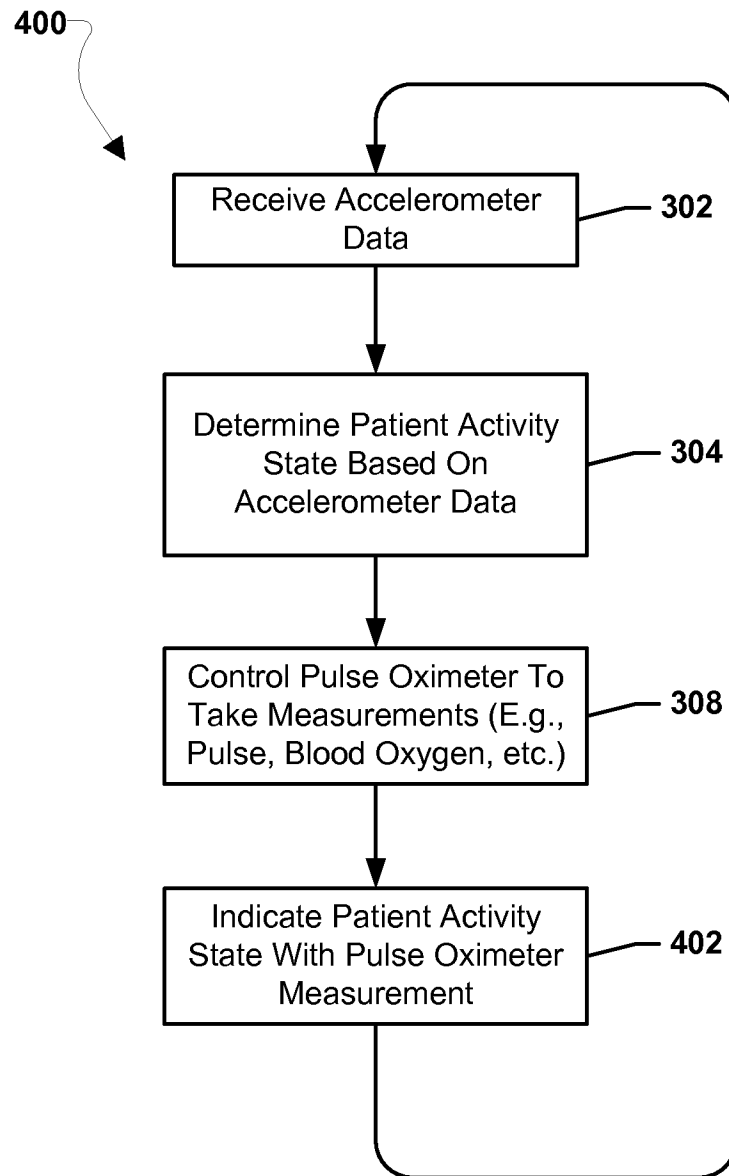 400
Receive Accelerometer
Data
302
Determine Patient Activity
State Based On
Accelerometer Data
304
Control Pulse Oximeter To
Take Measurements (E.g.,
Pulse, Blood Oxygen, etc.)
308
Indicate Patient Activity
State With Pulse Oximeter
Measurement
402